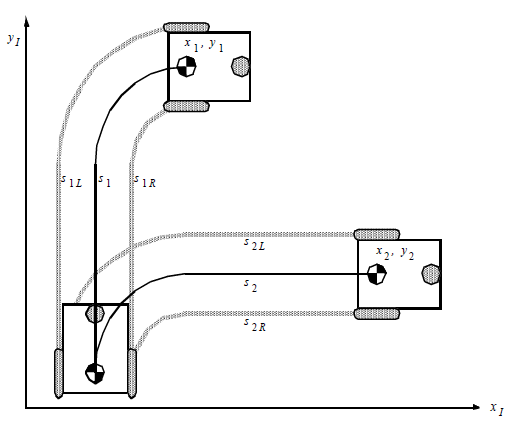 y_I
x_1, y_1
s_1L s_1 s_1R
s_2L
x_2, y_2
s_2
s_2R
x_I